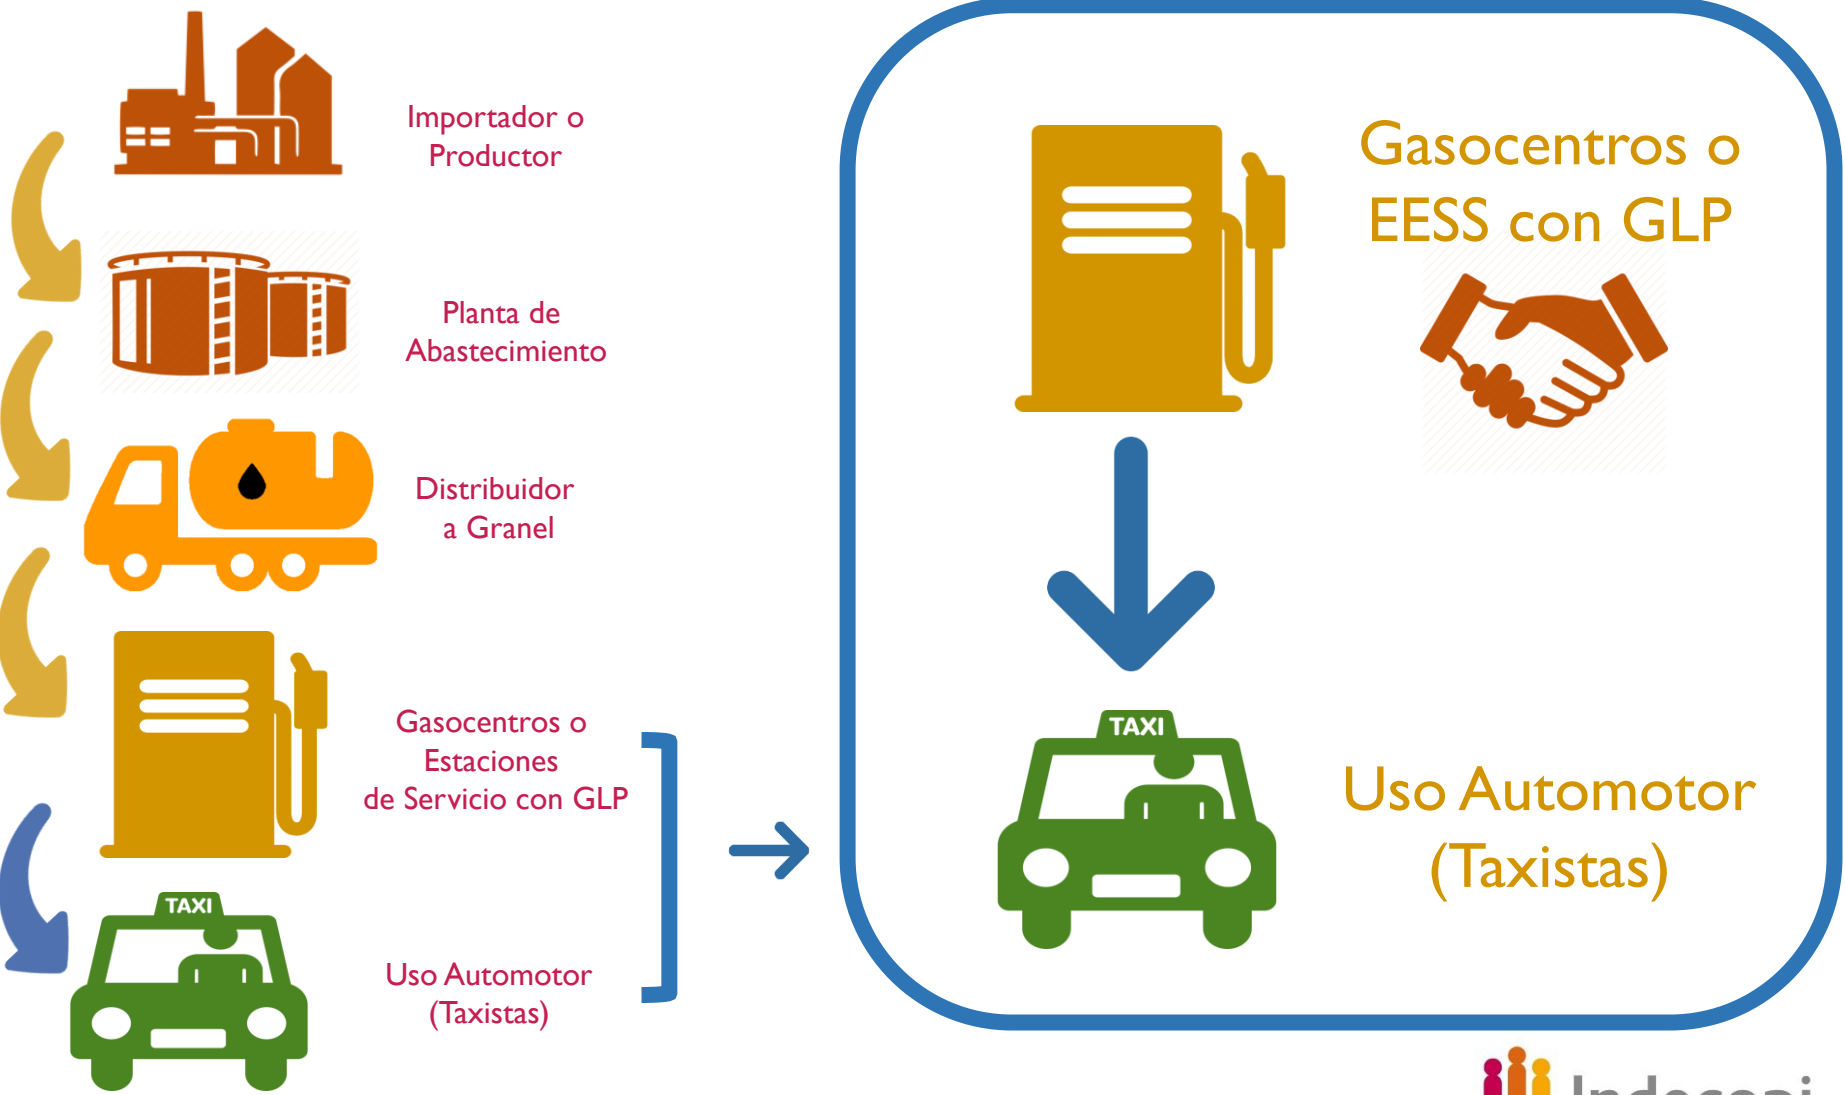 Importador o
Productor
Planta de
Abastecimiento
Distribuidor
a Granel
Gasocentros o
Estaciones
de Servicio con GLP
TAXI
Uso Automotor
(Taxistas)
Gasocentros o
EESS con GLP
TAXI
Uso Automotor
(Taxistas)
Indecopi